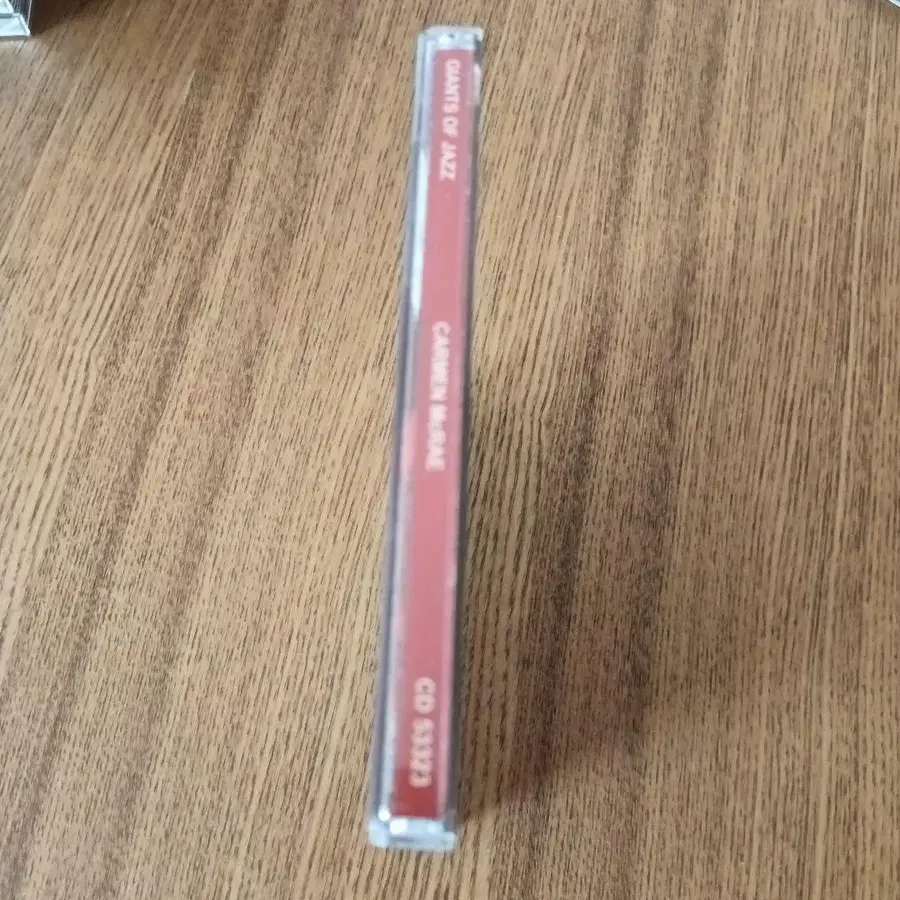 GIANTS OF JAZZ
CARMEN McRAE
CD 53323